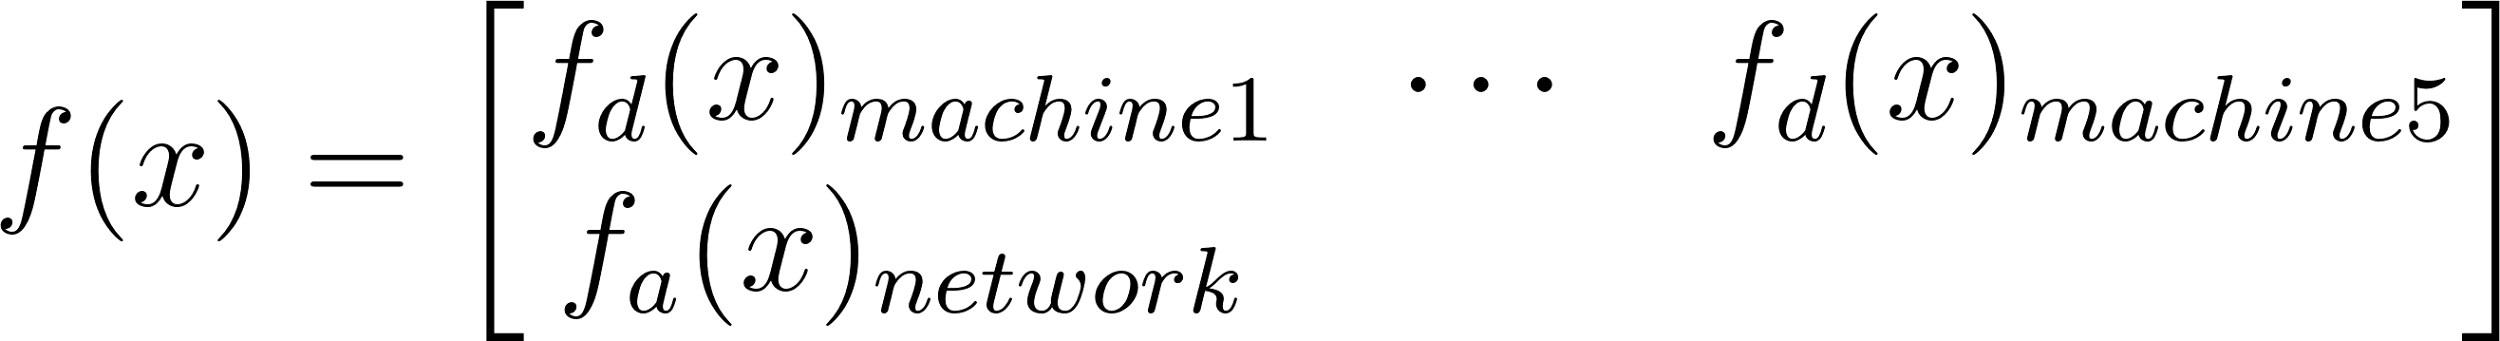 f(x) = [ f_d(x)_{machine1} ⋯ f_d(x)_{machine5}
f_a(x)_{network} ]